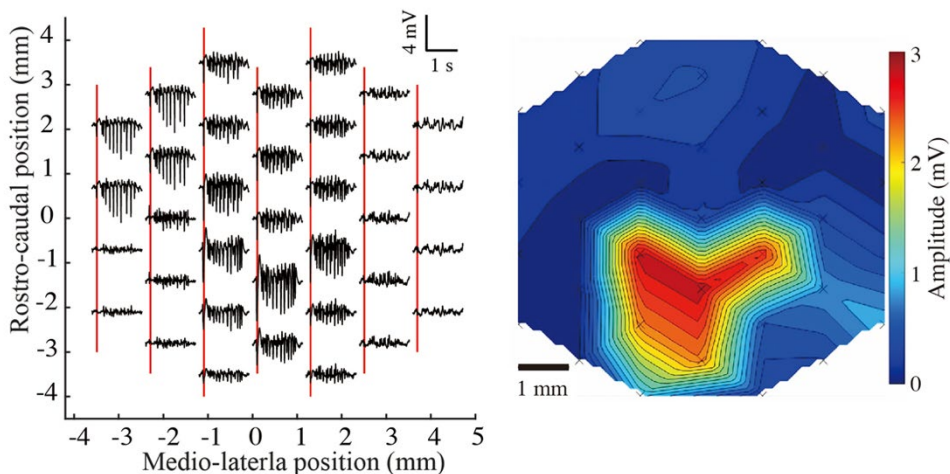 4 mV
1 s
Rostro-caudal position (mm)
4
3
2
1
0
-1
-2
-3
-4
-4 -3 -2 -1 0 1 2 3 4 5
Medio-laterla position (mm)
1 mm
3
2
1
0
Amplitude (mV)